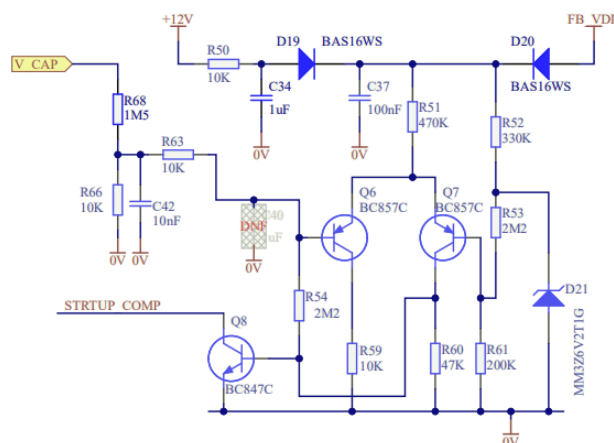 +12V
D19
D20
FB_VDD
R50
BAS16WS
10K
V_CAP
C34
1uF
C37
100nF
BAS16WS
R51
470K
R52
330K
R68
1M5
0V
0V
R63
10K
Q6
BC857C
Q7
BC857C
R66
10K
C42
10nF
DNF
C40
uF
R53
2M2
0V
0V
0V
D21
MM3Z6V2T1G
R54
2M2
STRTUP_COMP
Q8
R59
10K
R60
47K
R61
200K
BC847C
0V